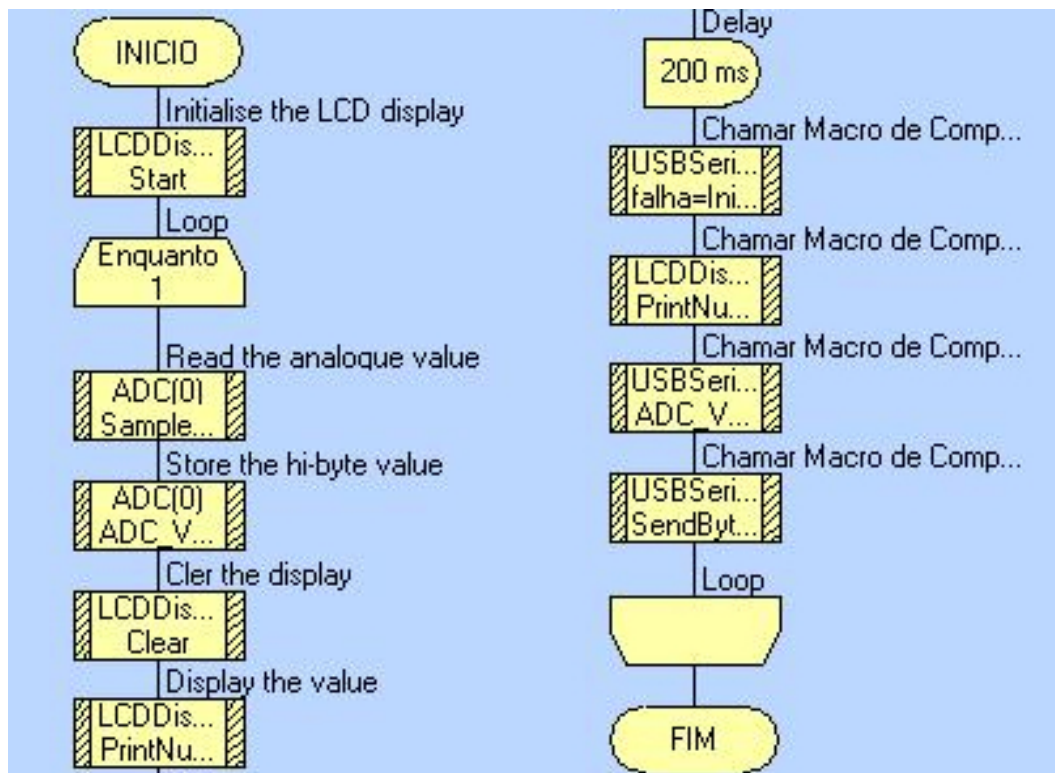 INICIO
Initialise the LCD display
LCDDis...
Start
Loop
Enquanto
1
Read the analogue value
ADC(0)
Sample...
Store the hi-byte value
ADC(0)
ADC_V...
Cler the display
LCDDis...
Clear
Display the value
LCDDis...
PrintNu...
Delay
200 ms
Chamar Macro de Comp...
USBSeri...
falha=Ini...
Chamar Macro de Comp...
LCDDis...
PrintNu...
Chamar Macro de Comp...
USBSeri...
ADC_V...
Chamar Macro de Comp...
USBSeri...
SendByt...
Loop
FIM